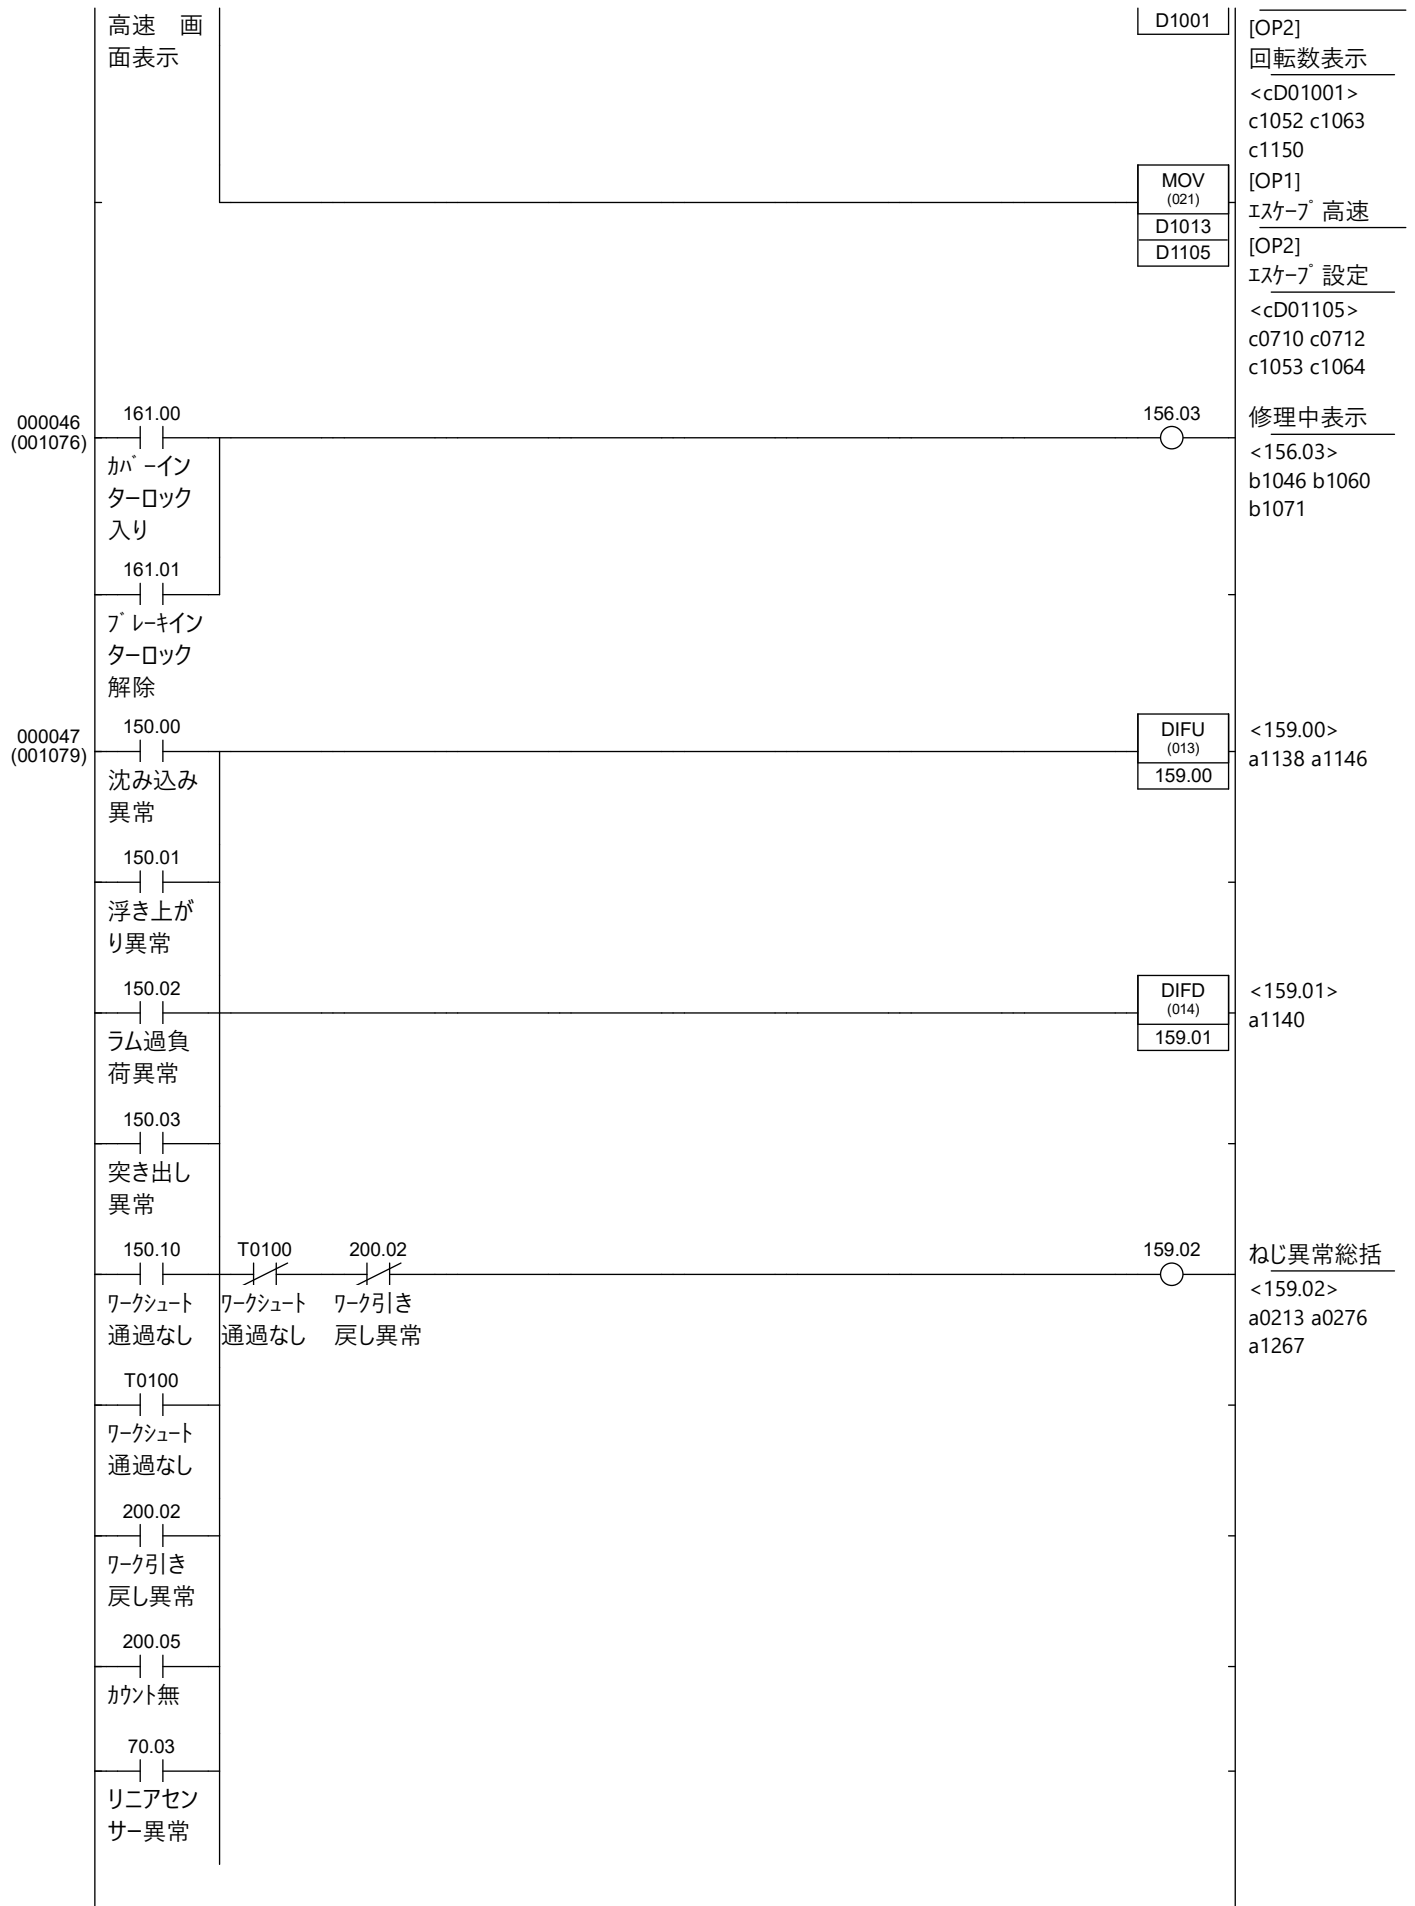 高速　画
面表示
D1001
[OP2]
回転数表示
<cD01001>
c1052 c1063
c1150
MOV
(021)
D1013
D1105
[OP1]
ｴｽｹｰﾌﾟ高速
[OP2]
ｴｽｹｰﾌﾟ設定
<cD01105>
c0710 c0712
c1053 c1064
000046
(001076)
161.00
ｶﾊﾞｰイン
ターロック
入り
156.03
修理中表示
<156.03>
b1046 b1060
b1071
161.01
ﾌﾞﾚｰｷイン
ターロック
解除
000047
(001079)
150.00
沈み込み
異常
DIFU
(013)
159.00
<159.00>
a1138 a1146
150.01
浮き上が
り異常
150.02
ラム過負
荷異常
DIFD
(014)
159.01
<159.01>
a1140
150.03
突き出し
異常
150.10
ﾜｰｸｼｭｰﾄ
通過なし
T0100
ﾜｰｸｼｭｰﾄ
通過なし
200.02
ﾜｰｸ引き
戻し異常
159.02
ねじ異常総括
<159.02>
a0213 a0276
a1267
T0100
ﾜｰｸｼｭｰﾄ
通過なし
200.02
ﾜｰｸ引き
戻し異常
200.05
ｶｳﾝﾄ無
70.03
リニアセン
サー異常